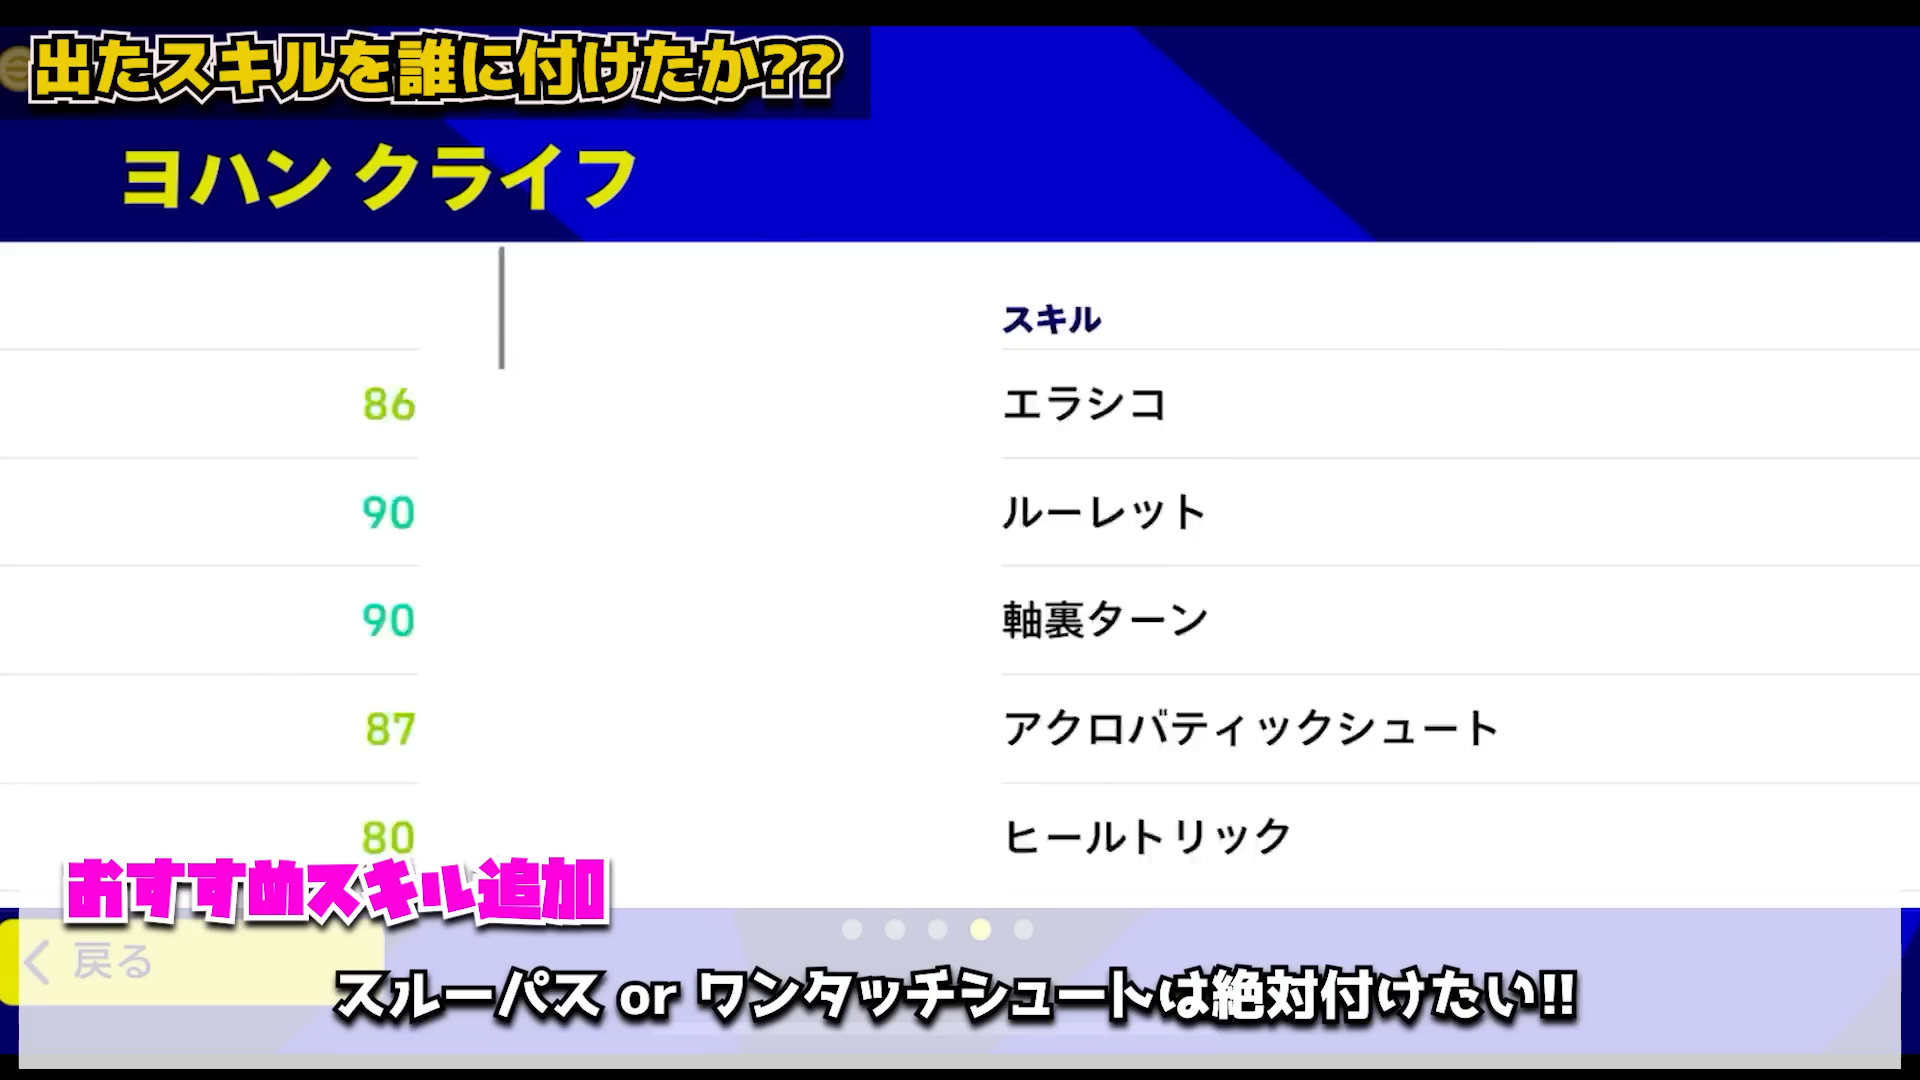 出たスキルを誰に付けたか??
ヨハン クライフ
スキル
86
エラシコ
90
ルーレット
90
軸裏ターン
87
アクロバティックシュート
80
ヒールトリック
おすすめスキル追加
戻る
スルーパス or ワンタッチシュートは絶対付けたい!!